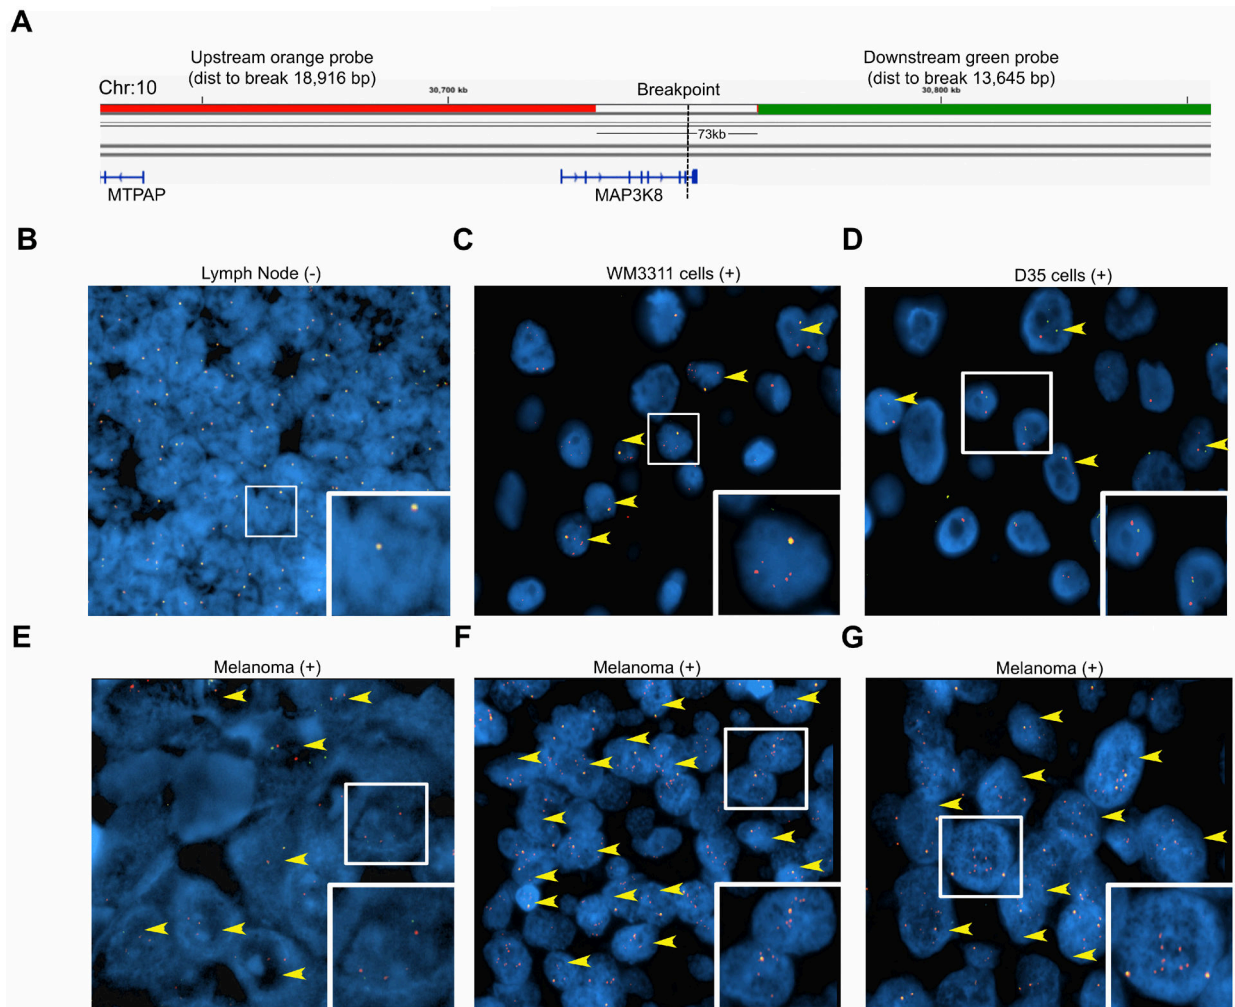 A
Upstream orange probe
(dist to break 18,916 bp)
Downstream green probe
(dist to break 13,645 bp)
Chr:10
30,700 kb
Breakpoint
30,800 kb
73kb
MTPAP
MAP3K8
B
C
D
Lymph Node (-)
WM3311 cells (+)
D35 cells (+)
E
F
G
Melanoma (+)
Melanoma (+)
Melanoma (+)